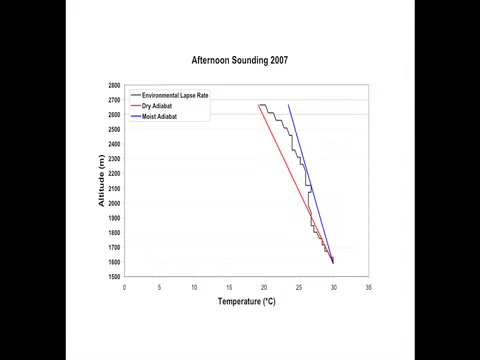 Afternoon Sounding 2007
2800
2700
2600
2500
2400
2300
2200
2100
2000
1900
1800
1700
1600
1500
Altitude (m)
Environmental Lapse Rate
Dry Adiabat
Moist Adiabat
0 5 10 15 20 25 30 35
Temperature (°C)